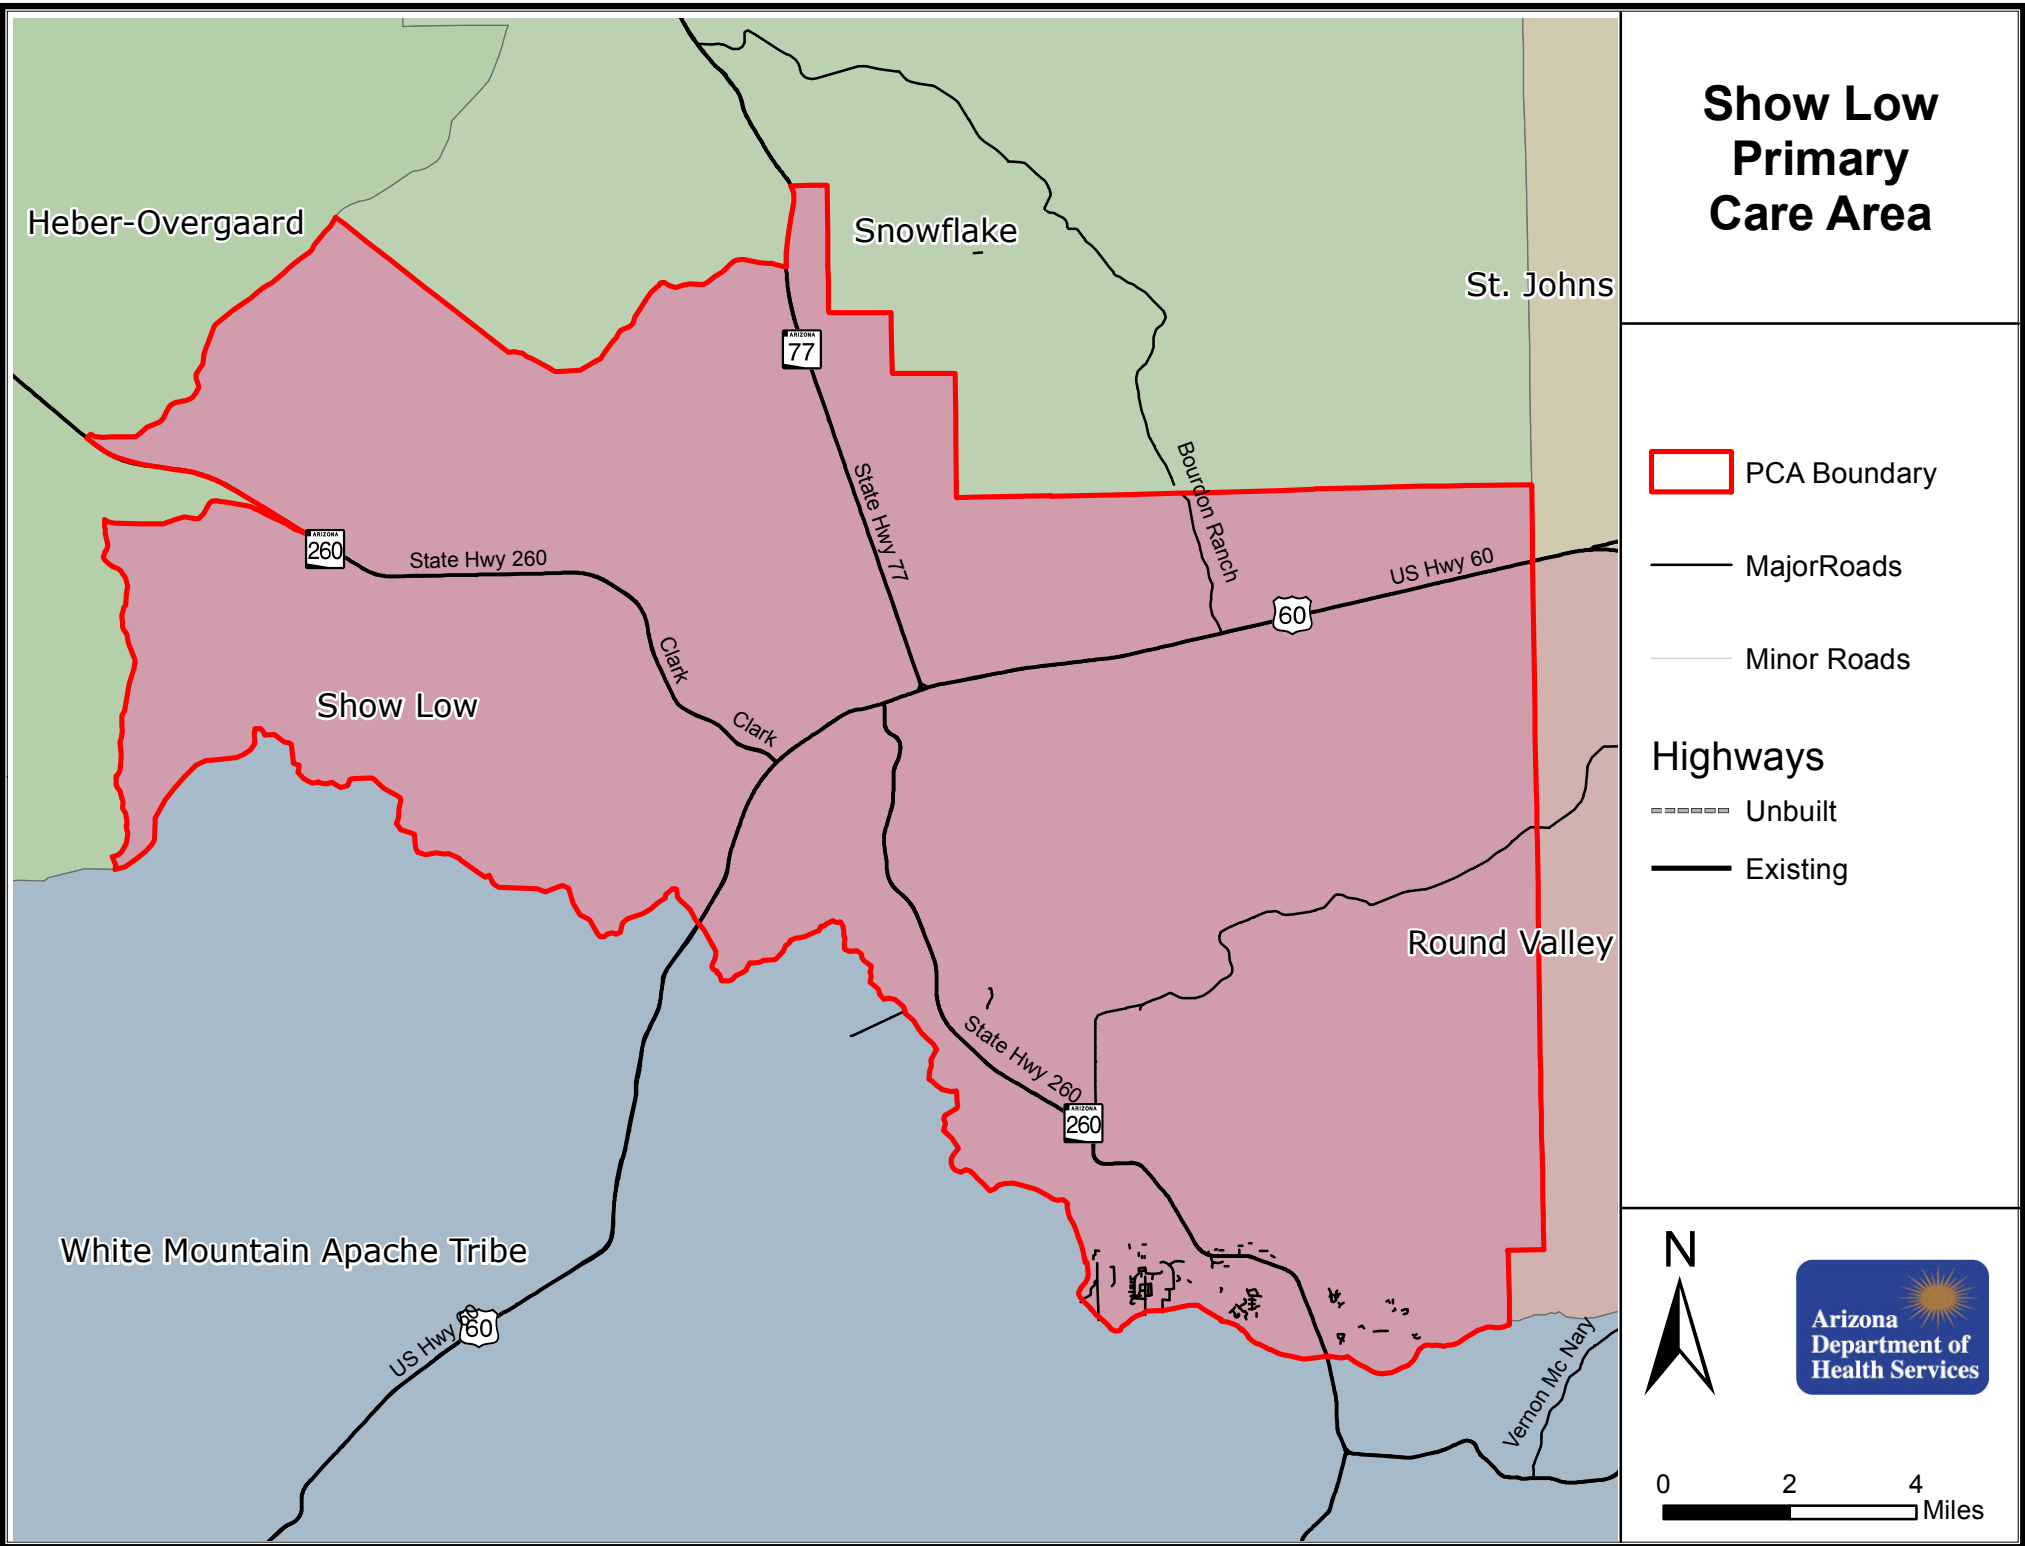 Show Low
Primary
Care Area
Heber-Overgaard
Snowflake
St. Johns
ARIZONA
77
State Hwy 77
Bourdon Ranch
ARIZONA
260
State Hwy 260
US Hwy 60
60
Clark
Clark
Show Low
Round Valley
State Hwy 260
ARIZONA
260
White Mountain Apache Tribe
US Hwy 60
60
Vernon Mc Nary
PCA Boundary
MajorRoads
Minor Roads
Highways
Unbuilt
Existing
N
Arizona
Department of
Health Services
0 2 4
Miles